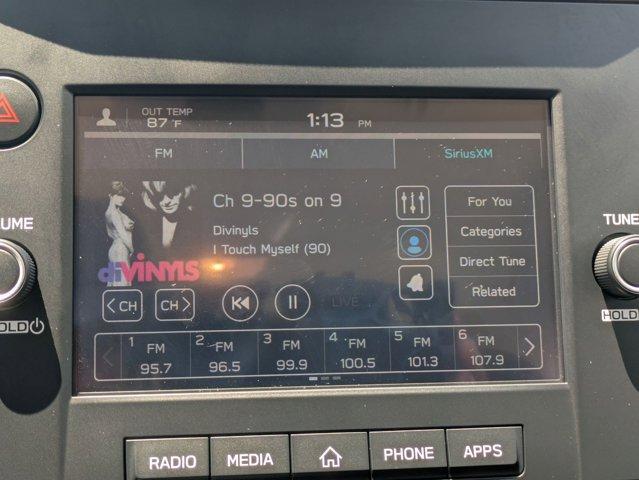 OUT TEMP
87 °F
1:13 PM
FM AM SiriusXM
Ch 9-90s on 9
Divinyls
I Touch Myself (90)
diVINYLS
For You
Categories
Direct Tune
Related
< CH
CH >
LIVE
1 FM 95.7
2 FM 96.5
3 FM 99.9
4 FM 100.5
5 FM 101.3
6 FM 107.9
UME
HOLD
TUNE
HOLD
RADIO MEDIA PHONE APPS